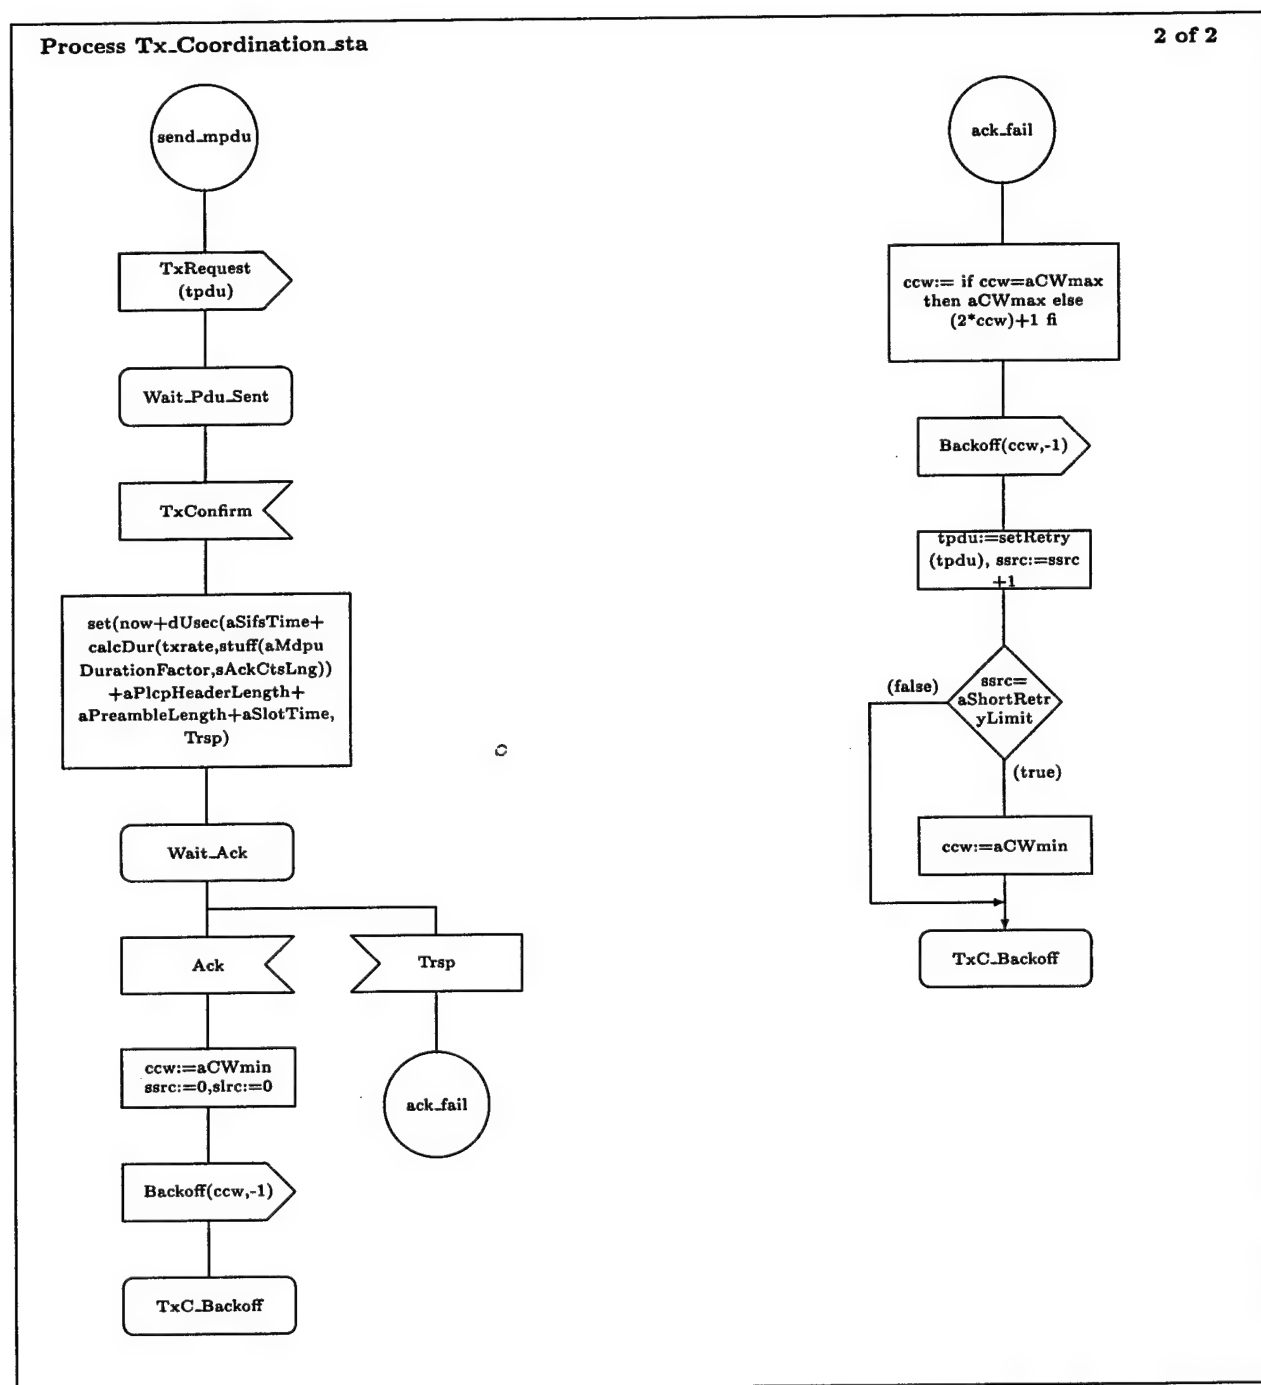 Process Tx_Coordination_sta
2 of 2
send_mpdu
TxRequest
(tpdu)
Wait_Pdu_Sent
TxConfirm
set(now+dUsec(aSifsTime+
calcDur(txrate,stuff(aMdpu
DurationFactor,sAckCtsLng))
+aPlcpHeaderLength+
aPreambleLength+aSlotTime,
Trsp)
Wait_Ack
Ack
Trsp
ccw:=aCWmin
ssrc:=0,slrc:=0
ack_fail
Backoff(ccw,-1)
TxC_Backoff
ack_fail
ccw:= if ccw=aCWmax
then aCWmax else
(2*ccw)+1 fi
Backoff(ccw,-1)
tpdu:=setRetry
(tpdu), ssrc:=ssrc
+1
(false)
ssrc=
aShortRetr
yLimit
(true)
ccw:=aCWmin
TxC_Backoff